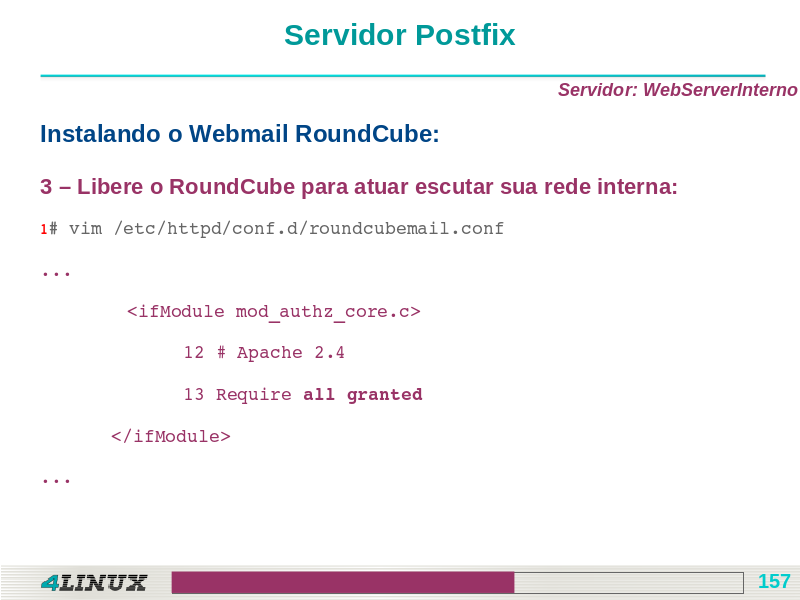 Servidor Postfix
Servidor: WebServerInterno
Instalando o Webmail RoundCube:
3 – Libere o RoundCube para atuar escutar sua rede interna:
1# vim /etc/httpd/conf.d/roundcubemail.conf
...
<ifModule mod_authz_core.c>
12 # Apache 2.4
13 Require all granted
</ifModule>
...
4LINUX
157